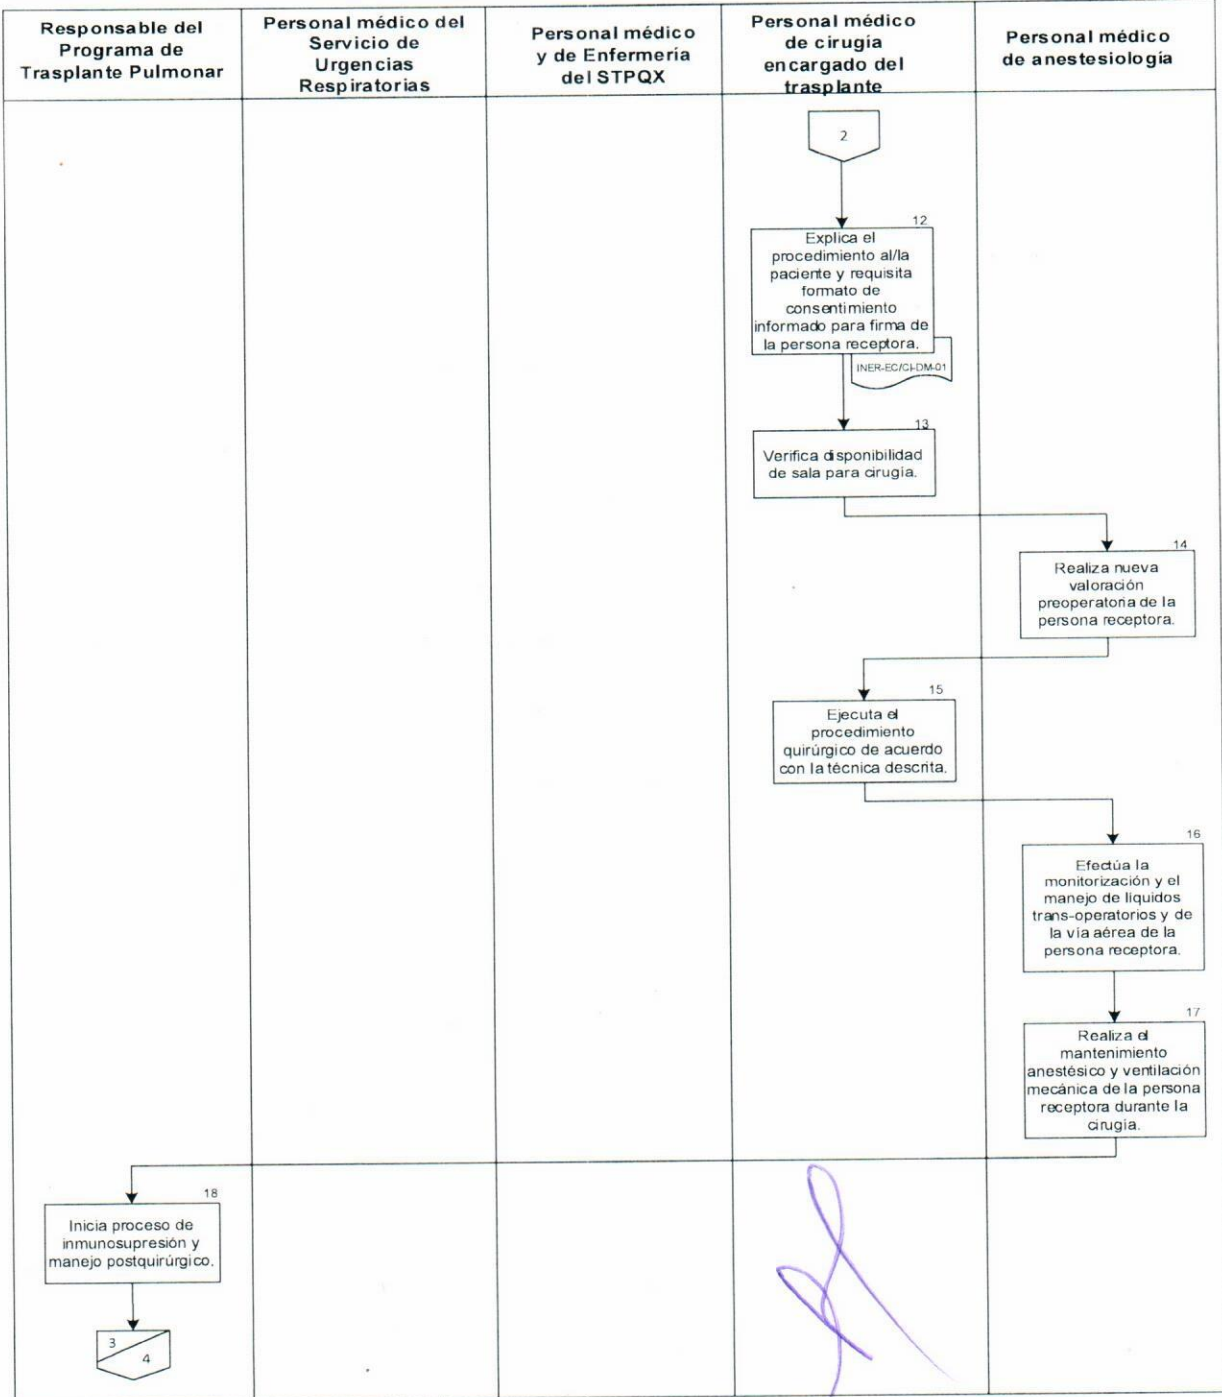 Responsable del
Programa de
Trasplante Pulmonar
Personal médico del
Servicio de
Urgencias
Respiratorias
Personal médico
y de Enfermería
del STPQX
Personal médico
de cirugía
encargado del
trasplante
Personal médico
de anestesiología
2
12
Explica el
procedimiento al/la
paciente y requisita
formato de
consentimiento
informado para firma de
la persona receptora.
INER-EC/CI-DM-01
13
Verifica disponibilidad
de sala para cirugía.
14
Realiza nueva
valoración
preoperatoria de la
persona receptora.
15
Ejecuta el
procedimiento
quirúrgico de acuerdo
con la técnica descrita.
16
Efectúa la
monitorización y el
manejo de líquidos
trans-operatorios y de
la vía aérea de la
persona receptora.
17
Realiza el
mantenimiento
anestésico y ventilación
mecánica de la persona
receptora durante la
cirugía.
18
Inicia proceso de
inmunosupresión y
manejo postquirúrgico.
3
4